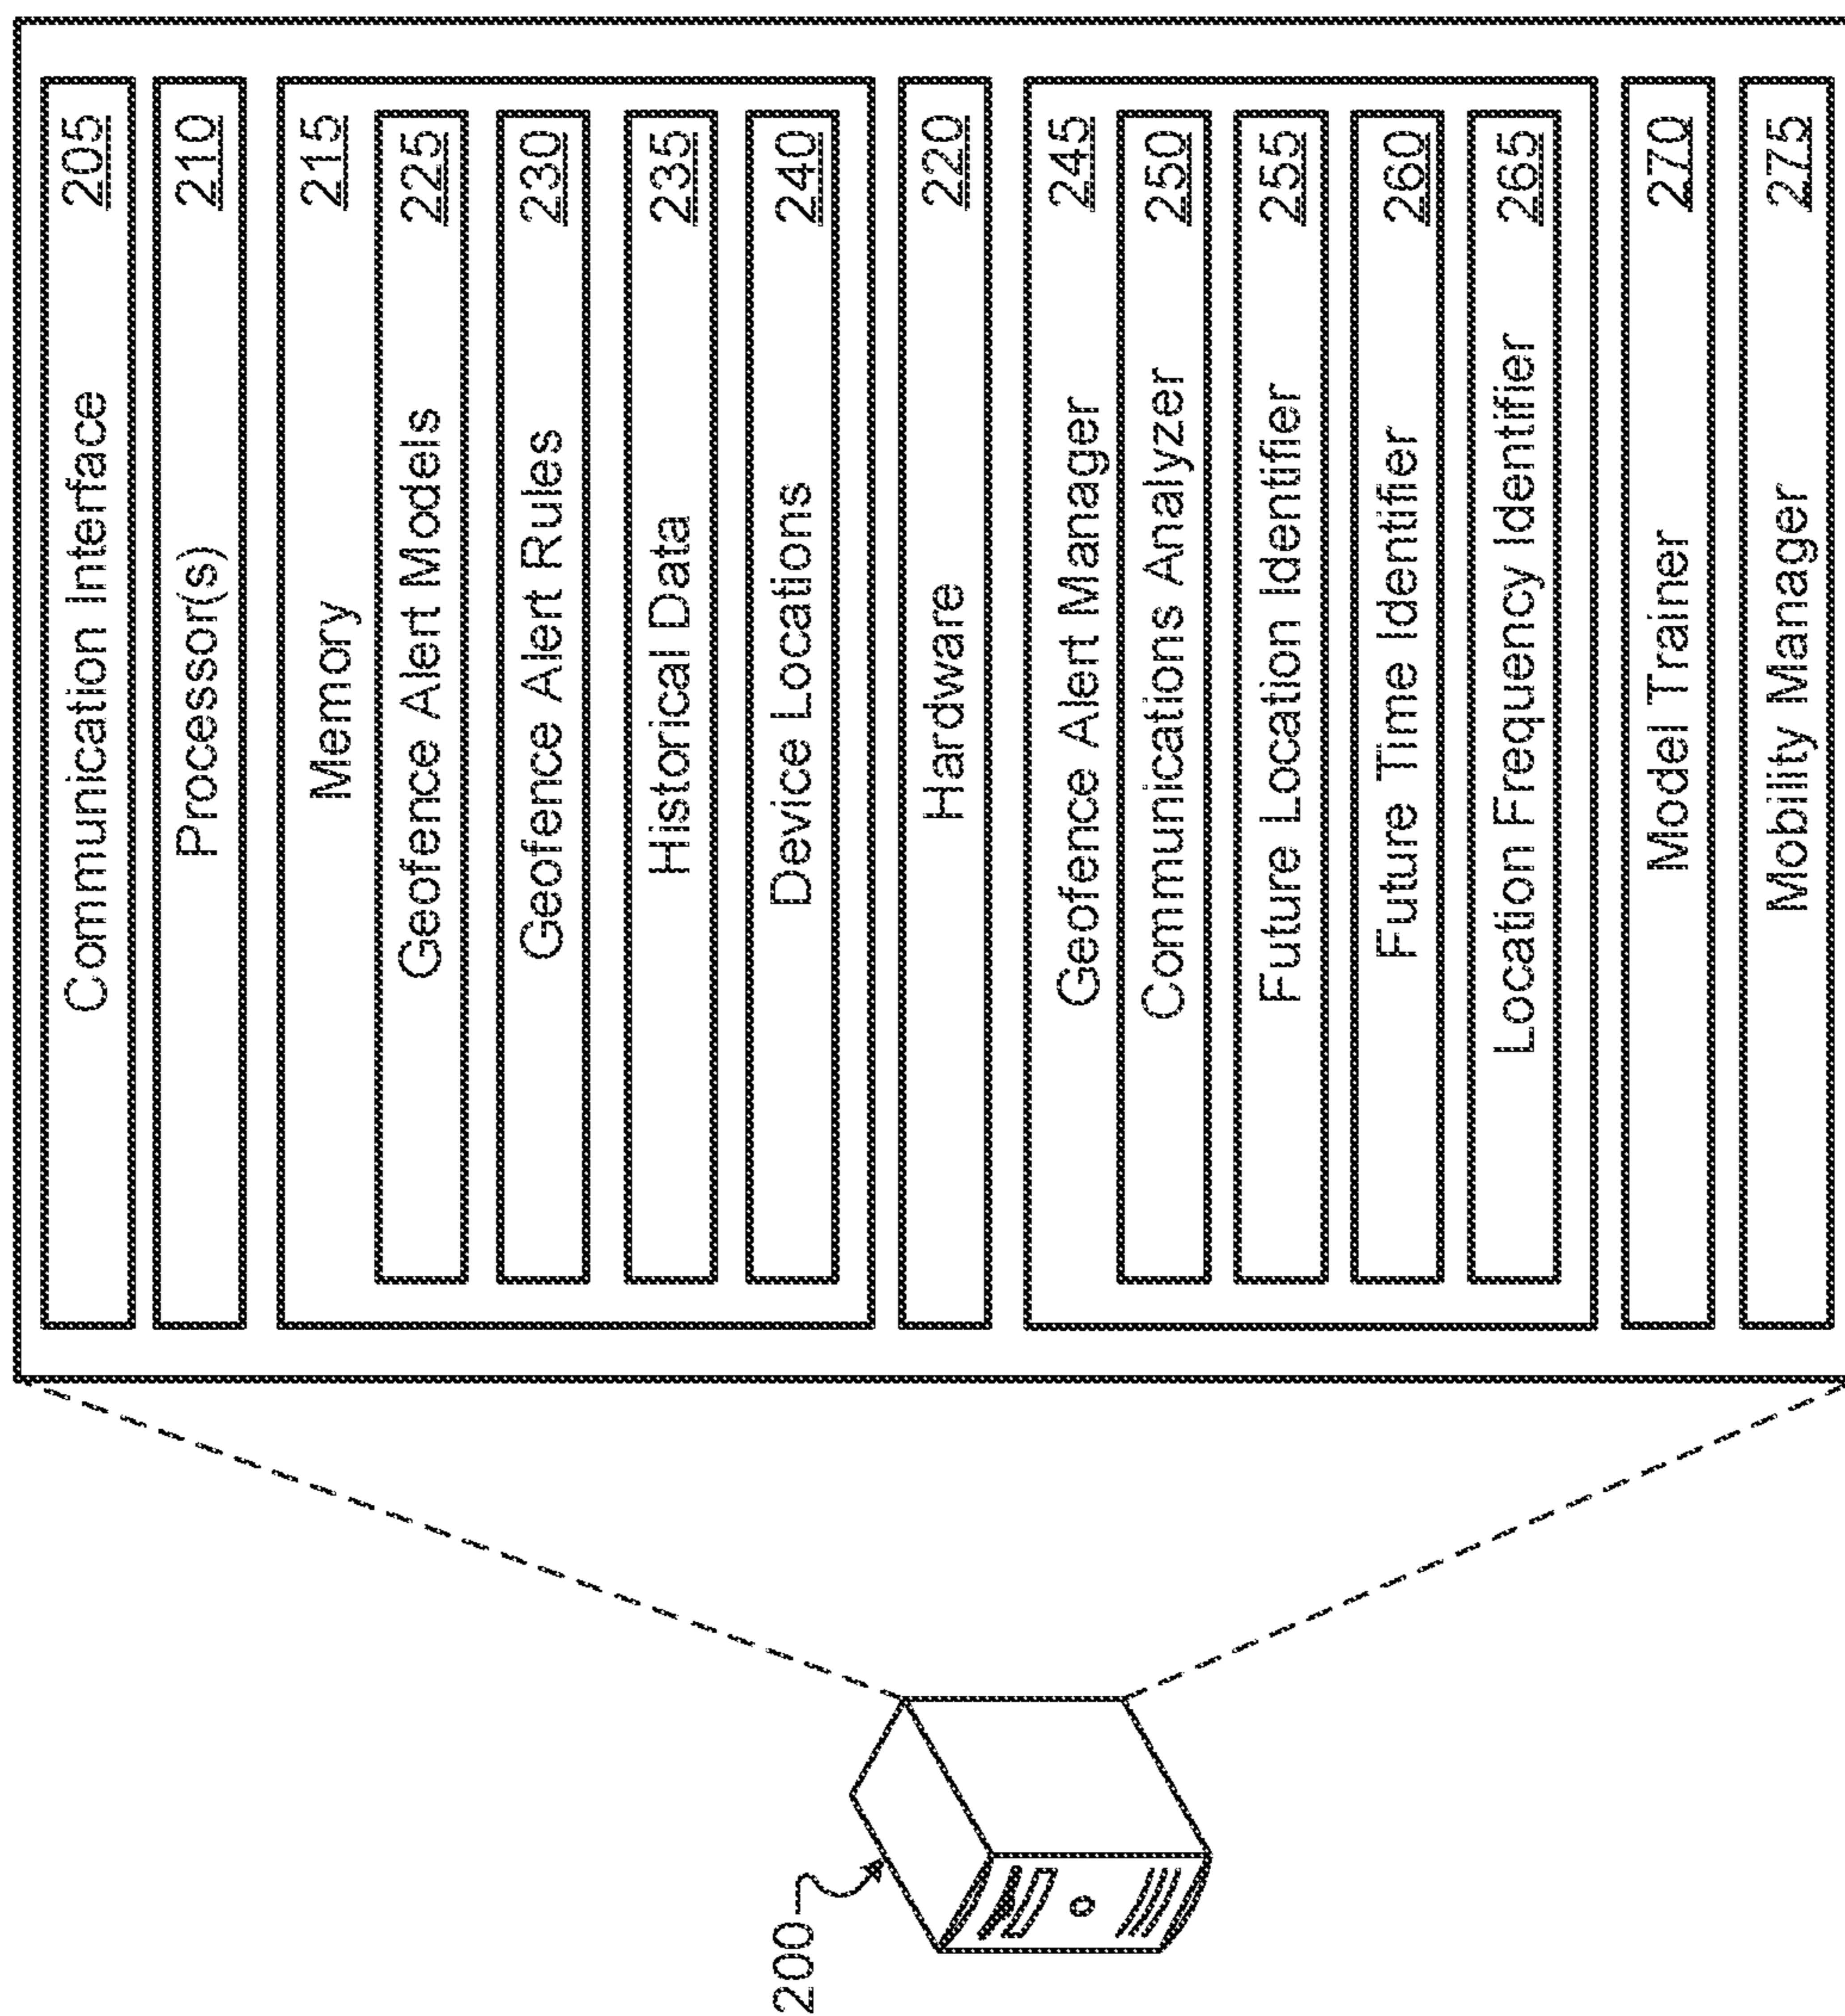 200
Communication Interface 205
Processor(s) 210
Memory 215
Geofence Alert Models 225
Geofence Alert Rules 230
Historical Data 235
Device Locations 240
Hardware 220
Geofence Alert Manager 245
Communications Analyzer 250
Future Location Identifier 255
Future Time Identifier 260
Location Frequency Identifier 265
Model Trainer 270
Mobility Manager 275